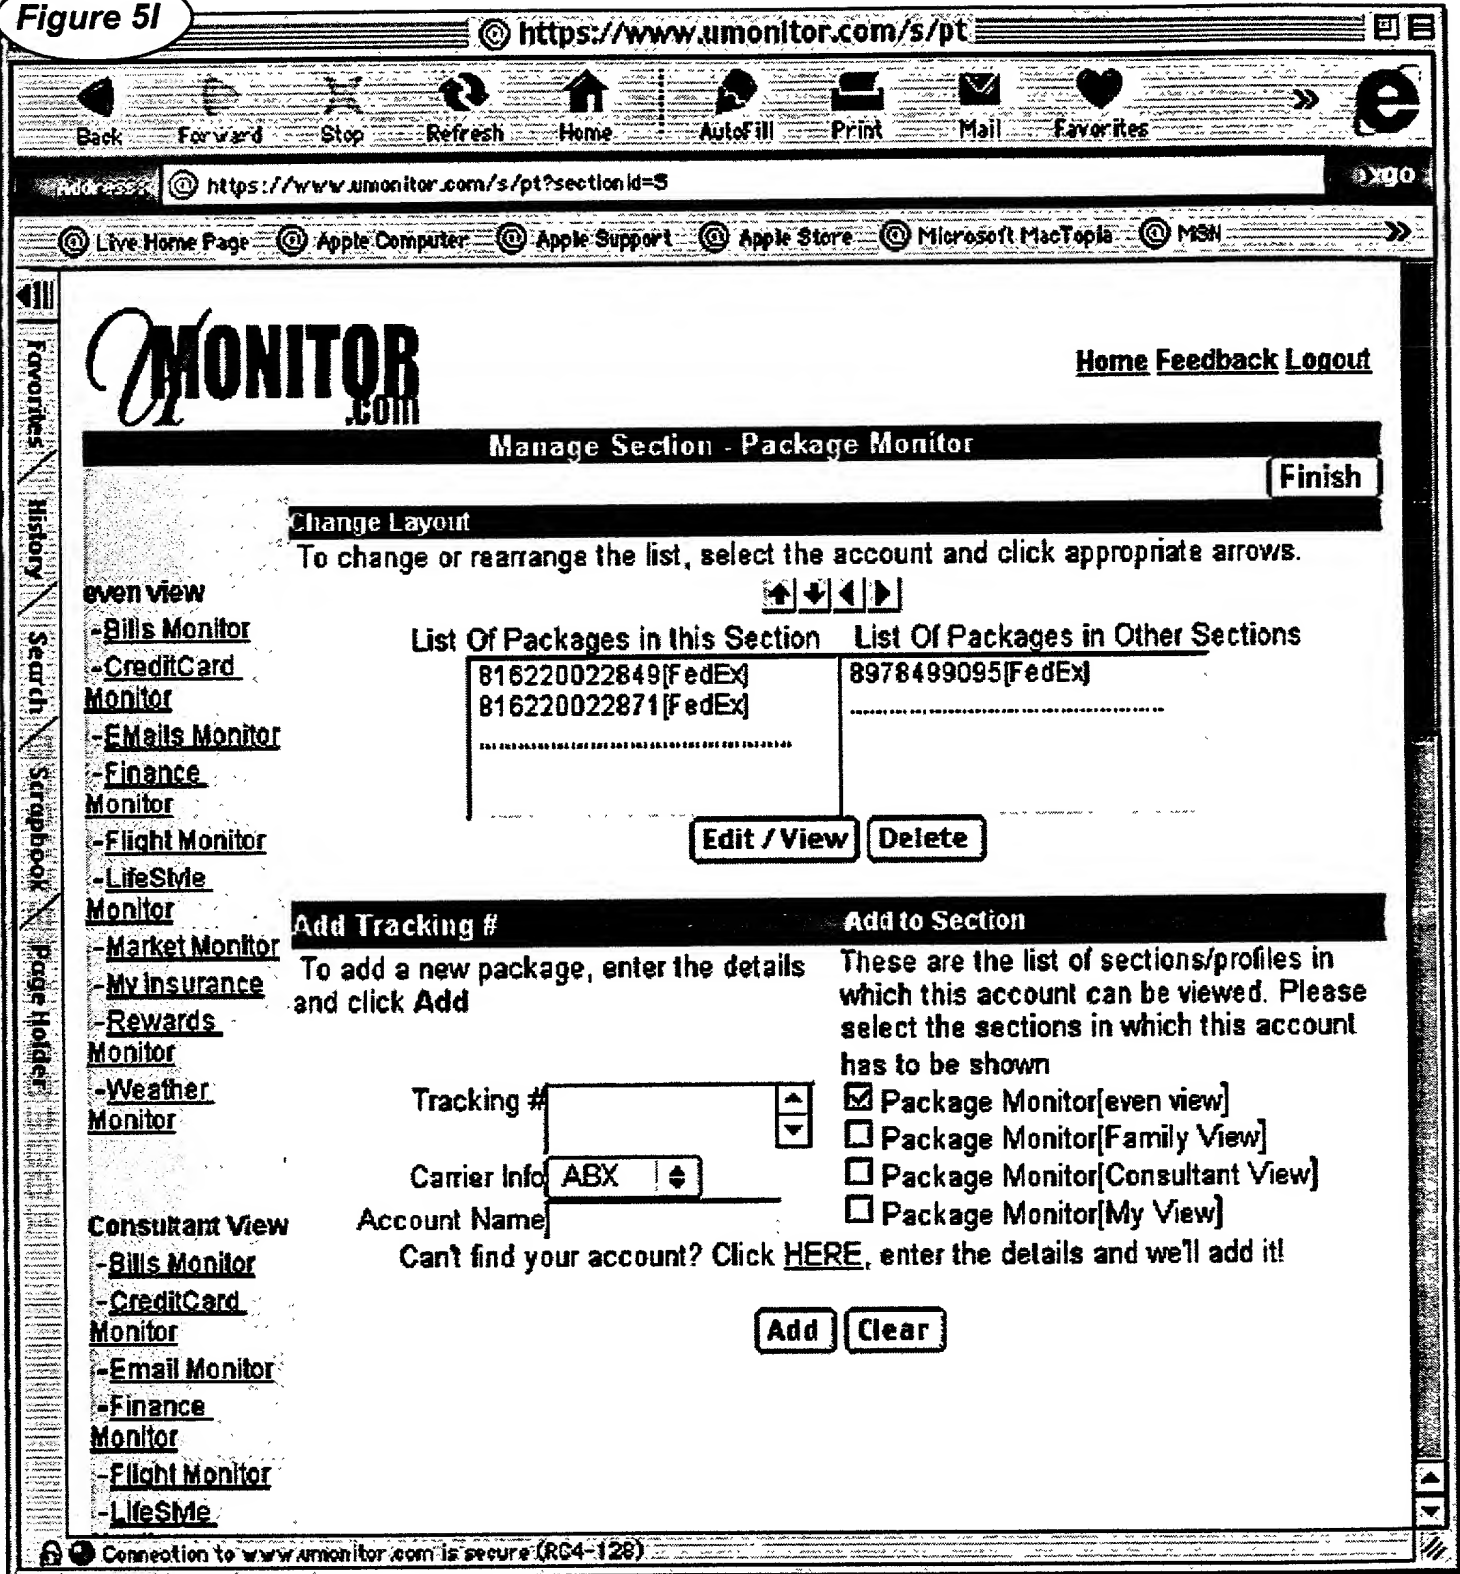 Figure 5I
https://www.umonitor.com/s/pt
Back Forward Stop Refresh Home AutoFill Print Mail Favorites
Address: https://www.umonitor.com/s/pt?sectionId=5 go
Live Home Page Apple Computer Apple Support Apple Store Microsoft MacTopia MSN
Favorites
History
Search
Scrapbook
Page Holder
UMONITOR
.com
Home Feedback Logout
Manage Section - Package Monitor
Finish
even view
-Bills Monitor
-CreditCard
Monitor
-EMails Monitor
-Finance
Monitor
-Flight Monitor
-LifeStyle
Monitor
-Market Monitor
-My Insurance
-Rewards
Monitor
-Weather
Monitor
Consultant View
-Bills Monitor
-CreditCard
Monitor
-Email Monitor
-Finance
Monitor
-Flight Monitor
-LifeStyle
Change Layout
To change or rearrange the list, select the account and click appropriate arrows.
List Of Packages in this Section List Of Packages in Other Sections
816220022849[FedEx] 8978499095[FedEx]
816220022871[FedEx]
Edit / View Delete
Add Tracking #
To add a new package, enter the details
and click Add
Tracking #
Carrier Info ABX
Account Name
Add to Section
These are the list of sections/profiles in
which this account can be viewed. Please
select the sections in which this account
has to be shown
Package Monitor[even view]
Package Monitor[Family View]
Package Monitor[Consultant View]
Package Monitor[My View]
Can't find your account? Click HERE, enter the details and we'll add it!
Add Clear
Connection to www.umonitor.com is secure (RC4-128)